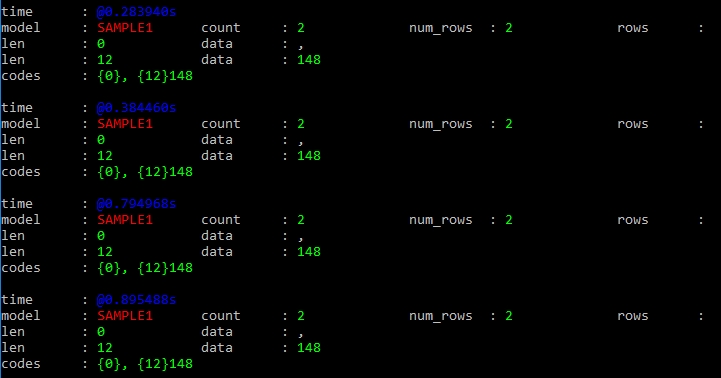 time      : @0.283940s
model     : SAMPLE1      count     : 2             num_rows  : 2             rows      :
len       : 0            data      : ,
len       : 12           data      : 148
codes     : {0}, {12}148

time      : @0.384460s
model     : SAMPLE1      count     : 2             num_rows  : 2             rows      :
len       : 0            data      : ,
len       : 12           data      : 148
codes     : {0}, {12}148

time      : @0.794968s
model     : SAMPLE1      count     : 2             num_rows  : 2             rows      :
len       : 0            data      : ,
len       : 12           data      : 148
codes     : {0}, {12}148

time      : @0.895488s
model     : SAMPLE1      count     : 2             num_rows  : 2             rows      :
len       : 0            data      : ,
len       : 12           data      : 148
codes     : {0}, {12}148